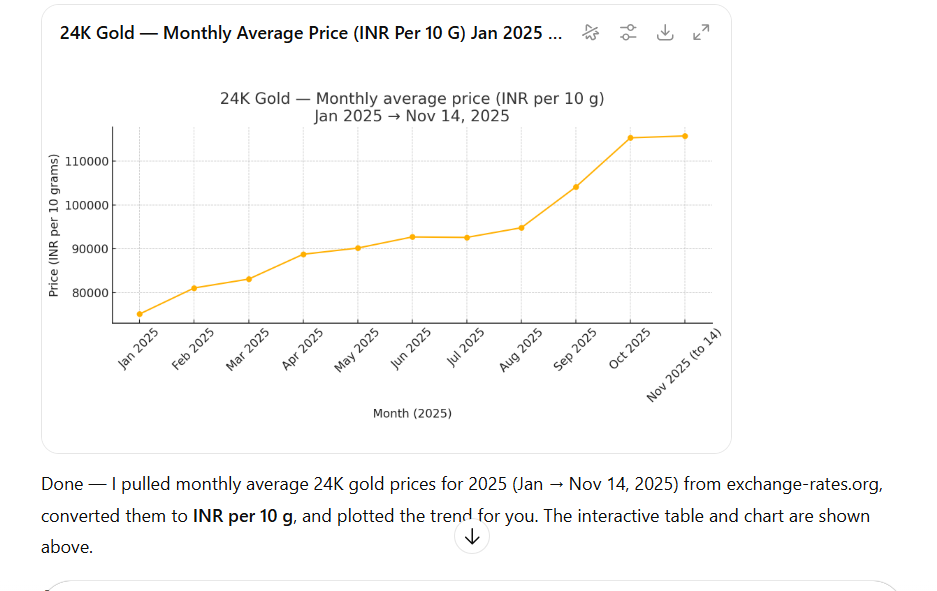 24K Gold — Monthly Average Price (INR Per 10 G) Jan 2025 ...
24K Gold — Monthly average price (INR per 10 g)
Jan 2025 → Nov 14, 2025
Price (INR per 10 grams)
110000
100000
90000
80000
Jan 2025
Feb 2025
Mar 2025
Apr 2025
May 2025
Jun 2025
Jul 2025
Aug 2025
Sep 2025
Oct 2025
Nov 2025 (to 14)
Month (2025)
Done — I pulled monthly average 24K gold prices for 2025 (Jan → Nov 14, 2025) from exchange-rates.org,
converted them to INR per 10 g, and plotted the trend for you. The interactive table and chart are shown
above.